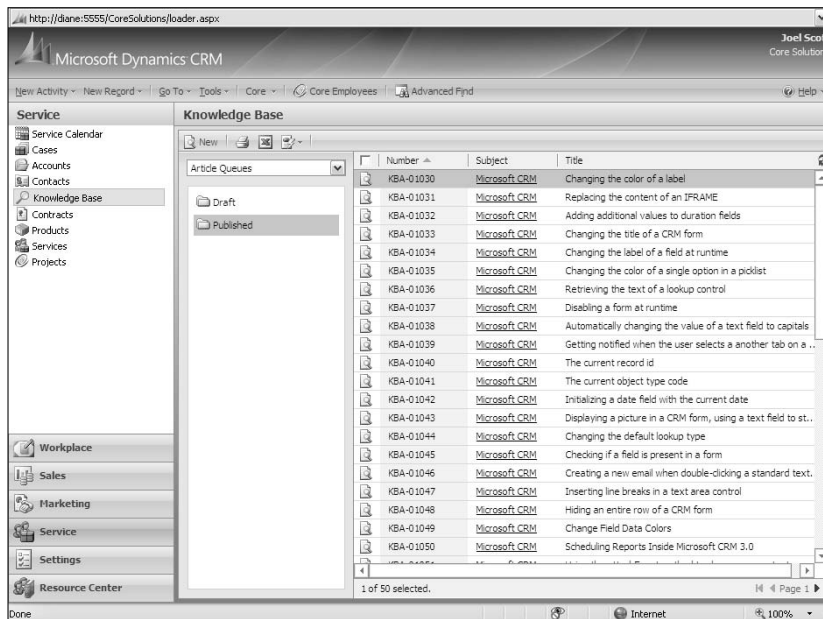 http://diane:5555/CoreSolutions/loader.aspx
Joel Scot
Microsoft Dynamics CRM
Core Solution
New Activity New Record Go To Tools Core Core Employees Advanced Find Help
Service
Service Calendar
Cases
Accounts
Contacts
Knowledge Base
Contracts
Products
Services
Projects
Workplace
Sales
Marketing
Service
Settings
Resource Center
Knowledge Base
New
Article Queues
Draft
Published
Number Subject Title
KBA-01030 Microsoft CRM Changing the color of a label
KBA-01031 Microsoft CRM Replacing the content of an IFRAME
KBA-01032 Microsoft CRM Adding additional values to duration fields
KBA-01033 Microsoft CRM Changing the title of a CRM form
KBA-01034 Microsoft CRM Changing the label of a field at runtime
KBA-01035 Microsoft CRM Changing the color of a single option in a picklist
KBA-01036 Microsoft CRM Retrieving the text of a lookup control
KBA-01037 Microsoft CRM Disabling a form at runtime
KBA-01038 Microsoft CRM Automatically changing the value of a text field to capitals
KBA-01039 Microsoft CRM Getting notified when the user selects a another tab on a ..
KBA-01040 Microsoft CRM The current record id
KBA-01041 Microsoft CRM The current object type code
KBA-01042 Microsoft CRM Initializing a date field with the current date
KBA-01043 Microsoft CRM Displaying a picture in a CRM form, using a text field to st..
KBA-01044 Microsoft CRM Changing the default lookup type
KBA-01045 Microsoft CRM Checking if a field is present in a form
KBA-01046 Microsoft CRM Creating a new email when double-clicking a standard text.
KBA-01047 Microsoft CRM Inserting line breaks in a text area control
KBA-01048 Microsoft CRM Hiding an entire row of a CRM form
KBA-01049 Microsoft CRM Change Field Data Colors
KBA-01050 Microsoft CRM Scheduling Reports Inside Microsoft CRM 3.0
1 of 50 selected. Page 1
Done Internet 100%